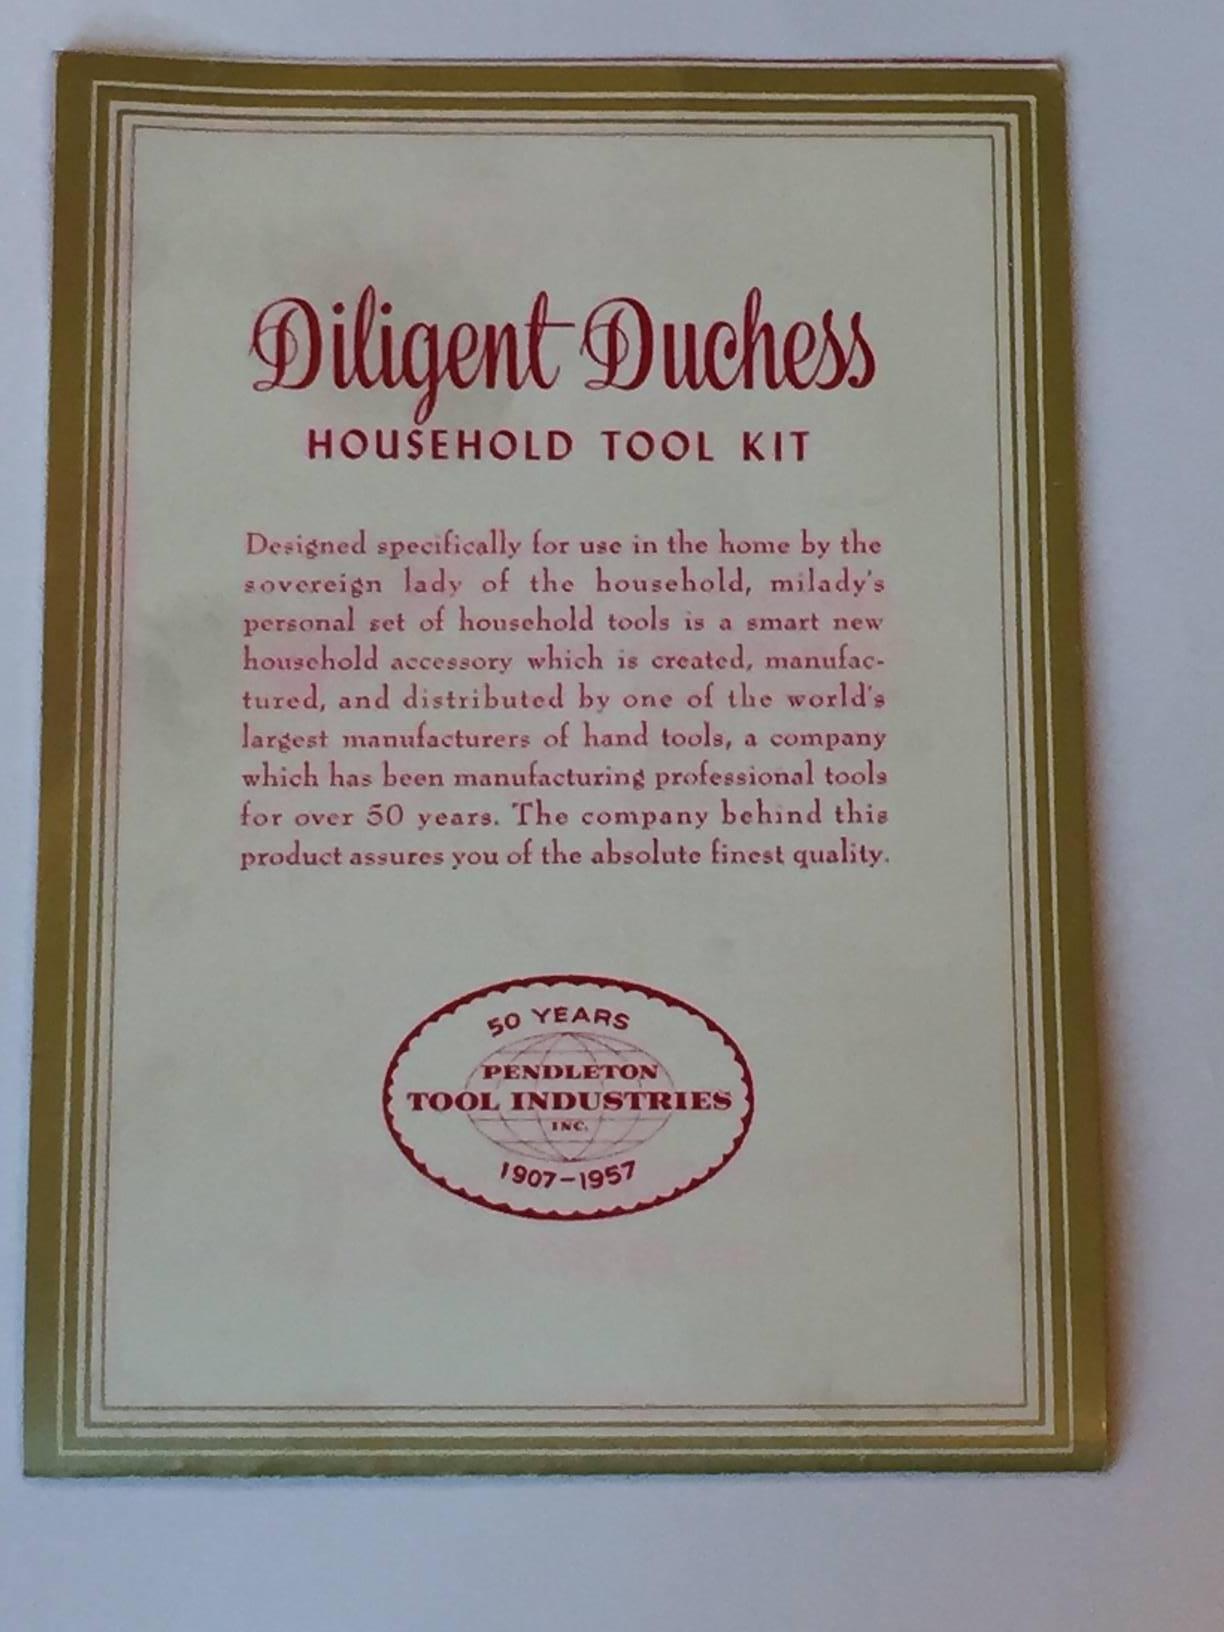 Diligent Duchess
HOUSEHOLD TOOL KIT
Designed specifically for use in the home by the
sovereign lady of the household, milady's
personal set of household tools is a smart new
household accessory which is created, manufac-
tured, and distributed by one of the world's
largest manufacturers of hand tools, a company
which has been manufacturing professional tools
for over 50 years. The company behind this
product assures you of the absolute finest quality.
50 YEARS
PENDLETON
TOOL INDUSTRIES
INC.
1907-1957